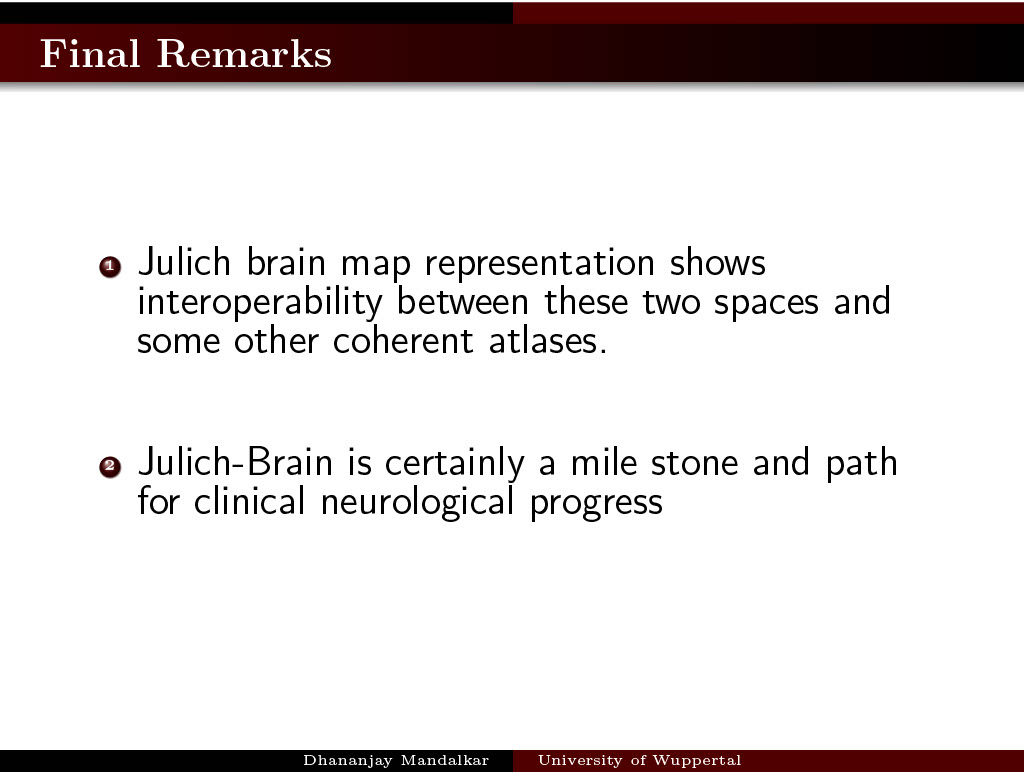 Final Remarks
1 Julich brain map representation shows
interoperability between these two spaces and
some other coherent atlases.
2 Julich-Brain is certainly a mile stone and path
for clinical neurological progress
Dhananjay Mandalkar University of Wuppertal